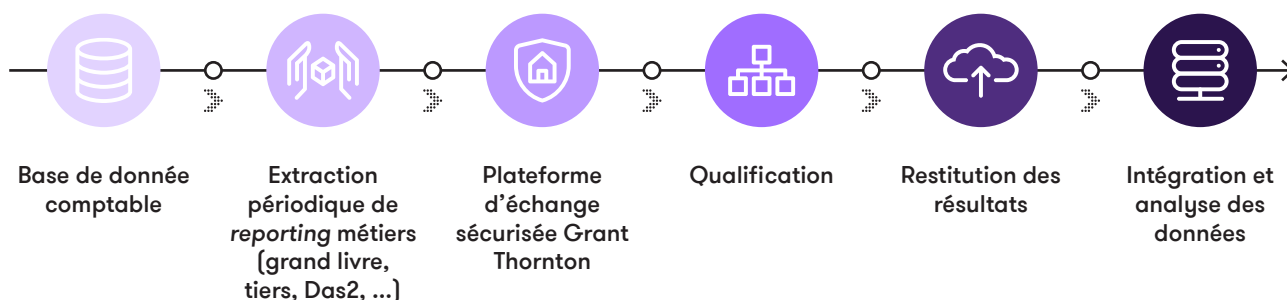 Base de donnée
comptable
Extraction
périodique de
reporting métiers
(grand livre,
tiers, Das2, ...)
Plateforme
d'échange
sécurisée Grant
Thornton
Qualification
Restitution des
résultats
Intégration et
analyse des
données